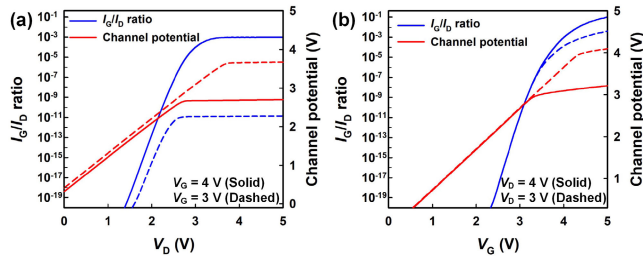 (a)
I_G/I_D ratio
Channel potential
V_G = 4 V (Solid)
V_G = 3 V (Dashed)
10^-1
10^-3
10^-5
10^-7
10^-9
10^-11
10^-13
10^-15
10^-17
10^-19
I_G/I_D ratio
0 1 2 3 4 5
V_D (V)
5
4
3
2
1
0
Channel potential (V)
(b)
I_G/I_D ratio
Channel potential
V_D = 4 V (Solid)
V_D = 3 V (Dashed)
10^-1
10^-3
10^-5
10^-7
10^-9
10^-11
10^-13
10^-15
10^-17
10^-19
I_G/I_D ratio
0 1 2 3 4 5
V_G (V)
5
4
3
2
1
Channel potential (V)